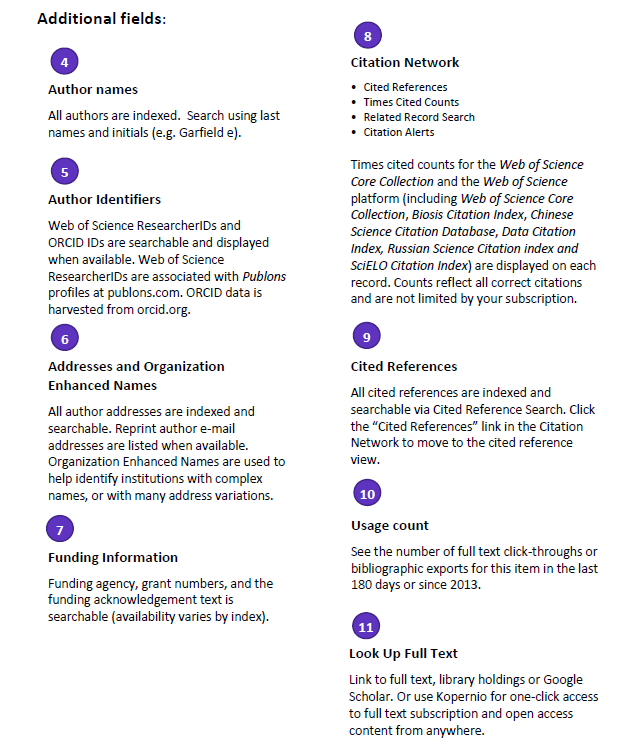 Additional fields:
4
Author names
All authors are indexed.  Search using last
names and initials (e.g. Garfield e).
5
Author Identifiers
Web of Science ResearcherIDs and
ORCID IDs are searchable and displayed
when available. Web of Science
ResearcherIDs are associated with Publons
profiles at publons.com. ORCID data is
harvested from orcid.org.
6
Addresses and Organization
Enhanced Names
All author addresses are indexed and
searchable. Reprint author e-mail
addresses are listed when available.
Organization Enhanced Names are used to
help identify institutions with complex
names, or with many address variations.
7
Funding Information
Funding agency, grant numbers, and the
funding acknowledgement text is
searchable (availability varies by index).
8
Citation Network
• Cited References
• Times Cited Counts
• Related Record Search
• Citation Alerts
Times cited counts for the Web of Science
Core Collection and the Web of Science
platform (including Web of Science Core
Collection, Biosis Citation Index, Chinese
Science Citation Database, Data Citation
Index, Russian Science Citation index and
SciELO Citation Index) are displayed on each
record. Counts reflect all correct citations
and are not limited by your subscription.
9
Cited References
All cited references are indexed and
searchable via Cited Reference Search. Click
the “Cited References” link in the Citation
Network to move to the cited reference
view.
10
Usage count
See the number of full text click-throughs or
bibliographic exports for this item in the last
180 days or since 2013.
11
Look Up Full Text
Link to full text, library holdings or Google
Scholar. Or use Kopernio for one-click access
to full text subscription and open access
content from anywhere.